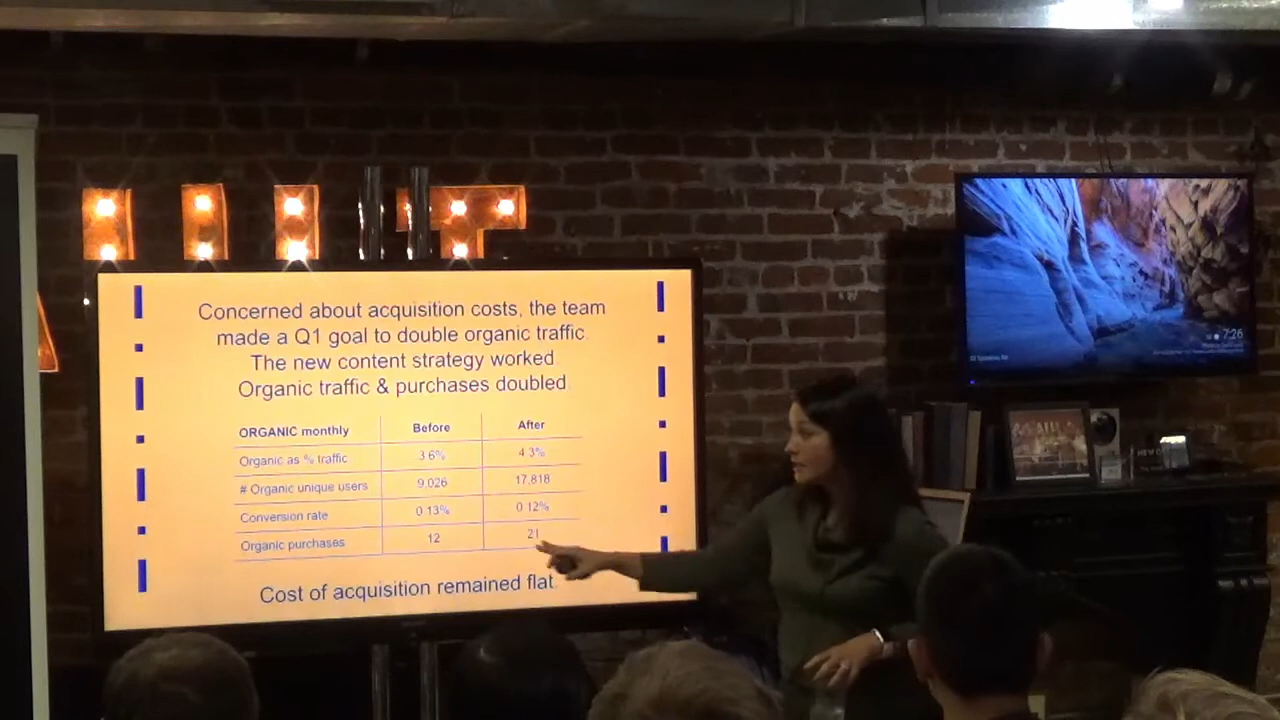 Concerned about acquisition costs, the team
made a Q1 goal to double organic traffic.
The new content strategy worked
Organic traffic & purchases doubled
ORGANIC monthly Before After
Organic as % traffic 3.6% 4.3%
# Organic unique users 9,026 17,818
Conversion rate 0.13% 0.12%
Organic purchases 12 21
Cost of acquisition remained flat.
7:26